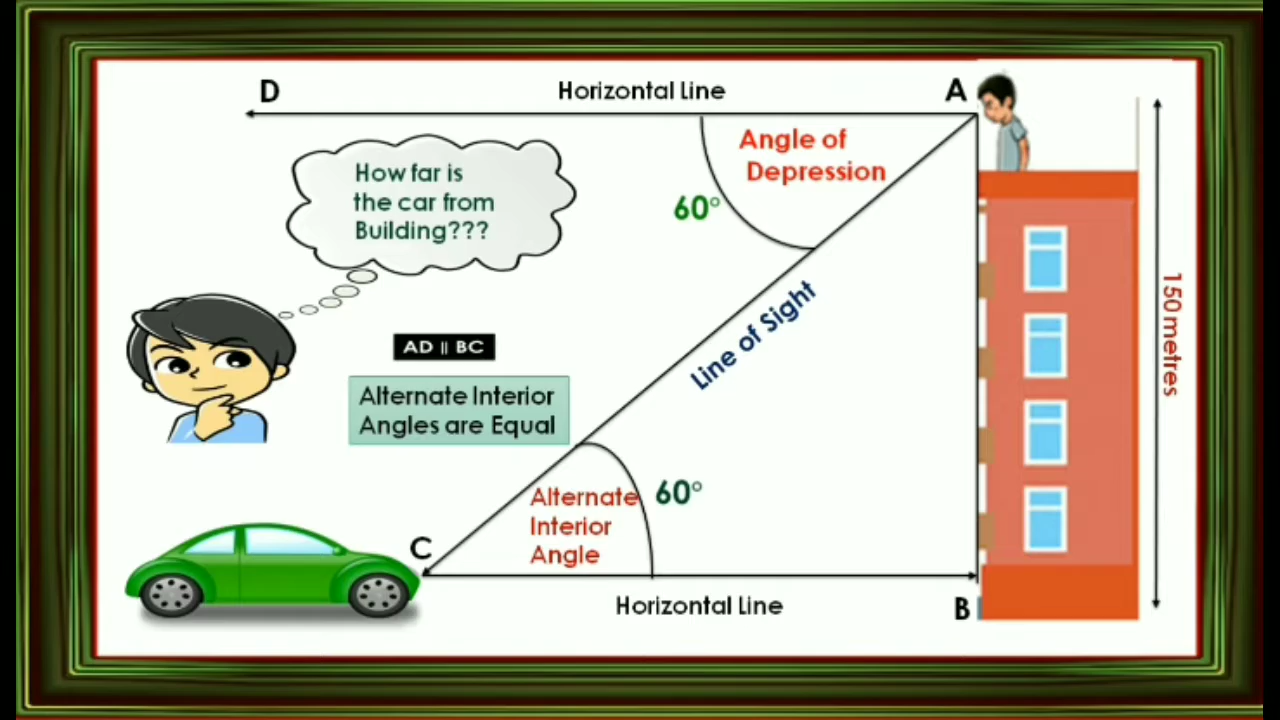 D
Horizontal Line
A
Angle of
Depression
60°
How far is
the car from
Building???
Line of Sight
150 metres
AD || BC
Alternate Interior
Angles are Equal
Alternate
Interior
Angle
60°
C
Horizontal Line
B